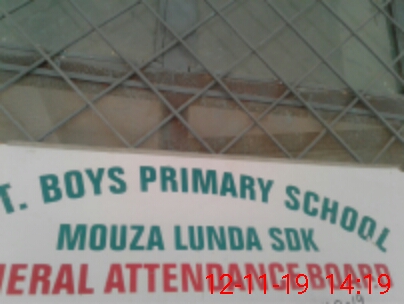 T. BOYS PRIMARY SCHOOL
MOUZA LUNDA SDK
NERAL ATTENDANCE BOARD
12-11-19 14:19